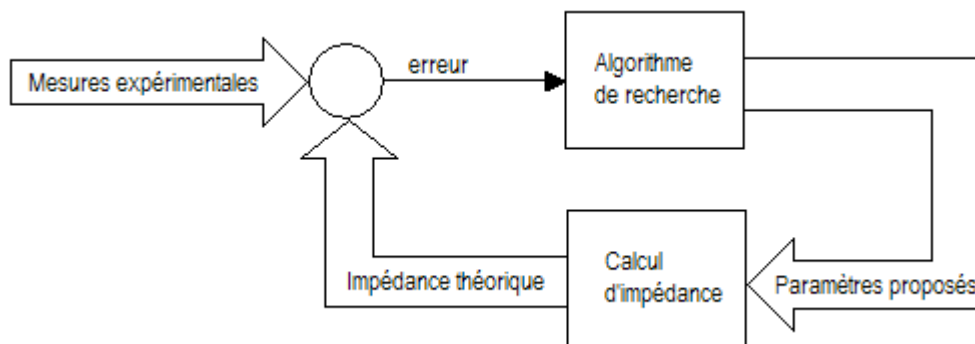 Mesures expérimentales
erreur
Algorithme
de recherche
Impédance théorique
Calcul
d'impédance
Paramètres proposés